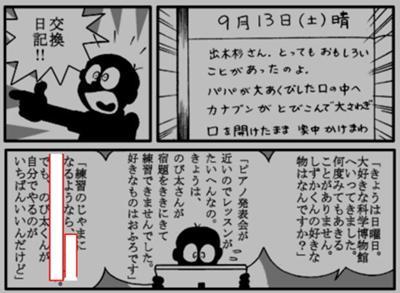 9月13日(土)晴
出木杉さん、とっても おもしろい
ことがあったのよ。
パパが大あくびした口の中へ
カナブンが とびこんで大さわぎ
口を開けたまま 家中かけまわ
交換
日記!!
「きょうは日曜日。
大好きな科学博物館
へいってきました。
何度みてもあきる
ことがありません。
しずかくんの好きな
物はなんですか?」
「ピアノ発表会が
近いのでレッスンが
たいへんなの。
きょうは、
のび太さんが
宿題をききにきて
練習できませんでした。
好きなものはおふろです」
「練習のじゃまに
なるようなら、
でも、のび太くんが
自分でやるのが
いちばんいいんだけど」